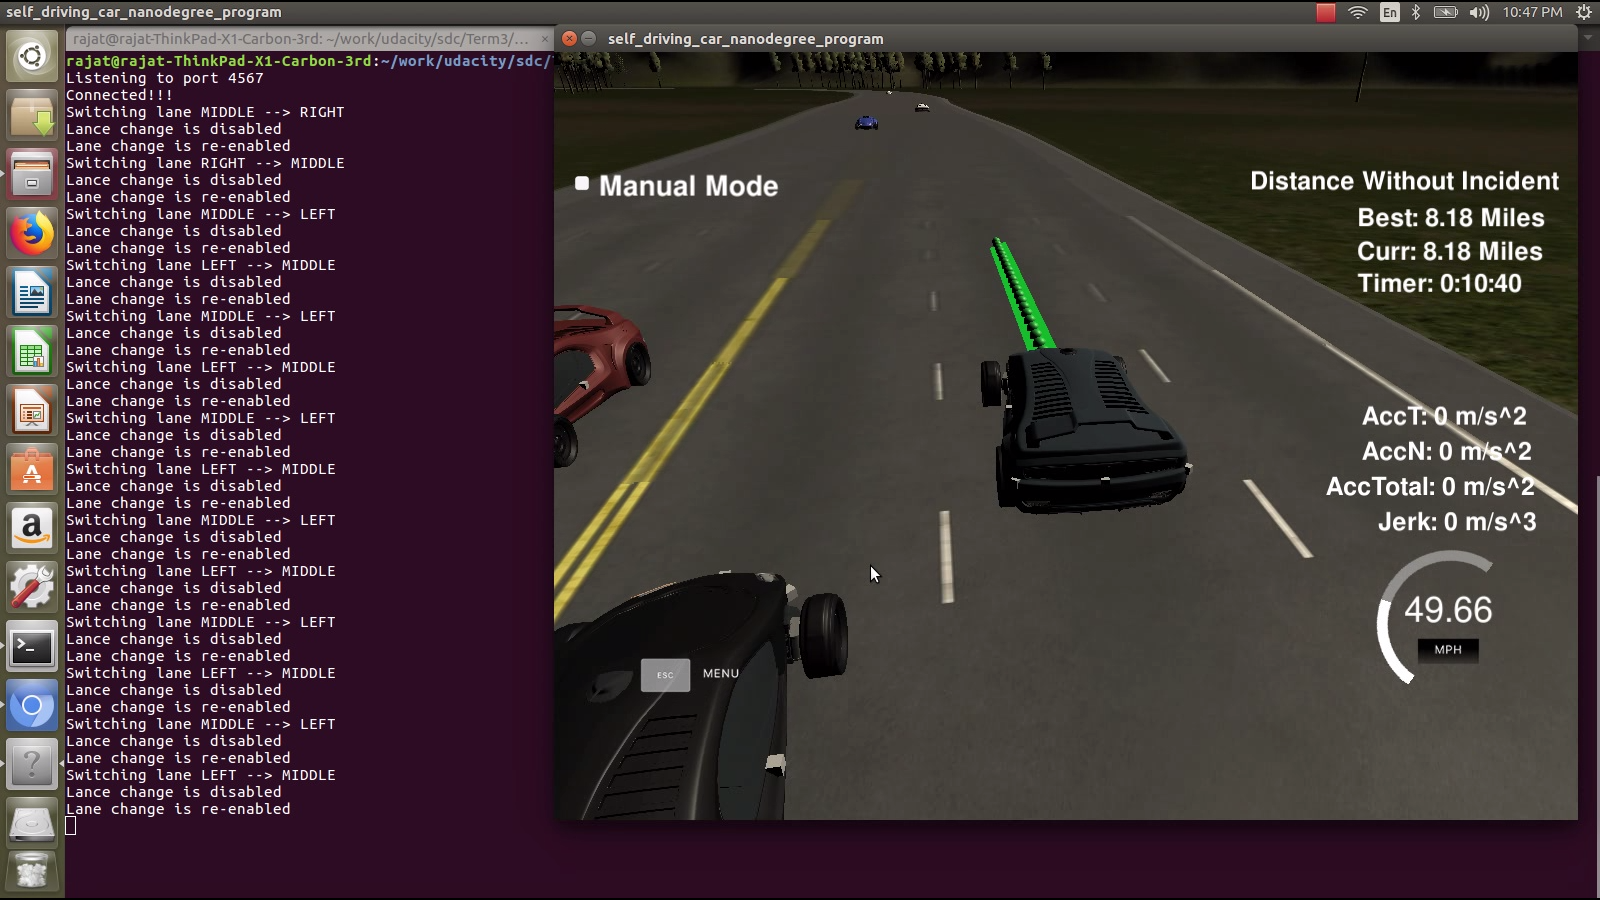 self_driving_car_nanodegree_program
En
10:47 PM
rajat@rajat-ThinkPad-X1-Carbon-3rd: ~/work/udacity/sdc/Term3/...
rajat@rajat-ThinkPad-X1-Carbon-3rd:~/work/udacity/sdc/
Listening to port 4567
Connected!!!
Switching lane MIDDLE --> RIGHT
Lance change is disabled
Lane change is re-enabled
Switching lane RIGHT --> MIDDLE
Lance change is disabled
Lane change is re-enabled
Switching lane MIDDLE --> LEFT
Lance change is disabled
Lane change is re-enabled
Switching lane LEFT --> MIDDLE
Lance change is disabled
Lane change is re-enabled
Switching lane MIDDLE --> LEFT
Lance change is disabled
Lane change is re-enabled
Switching lane LEFT --> MIDDLE
Lance change is disabled
Lane change is re-enabled
Switching lane MIDDLE --> LEFT
Lance change is disabled
Lane change is re-enabled
Switching lane LEFT --> MIDDLE
Lance change is disabled
Lane change is re-enabled
Switching lane MIDDLE --> LEFT
Lance change is disabled
Lane change is re-enabled
Switching lane LEFT --> MIDDLE
Lance change is disabled
Lane change is re-enabled
Switching lane MIDDLE --> LEFT
Lance change is disabled
Lane change is re-enabled
Switching lane LEFT --> MIDDLE
Lance change is disabled
Lane change is re-enabled
Switching lane MIDDLE --> LEFT
Lance change is disabled
Lane change is re-enabled
Switching lane LEFT --> MIDDLE
Lance change is disabled
Lane change is re-enabled
self_driving_car_nanodegree_program
Manual Mode
Distance Without Incident
Best: 8.18 Miles
Curr: 8.18 Miles
Timer: 0:10:40
AccT: 0 m/s^2
AccN: 0 m/s^2
AccTotal: 0 m/s^2
Jerk: 0 m/s^3
49.66
MPH
ESC
MENU